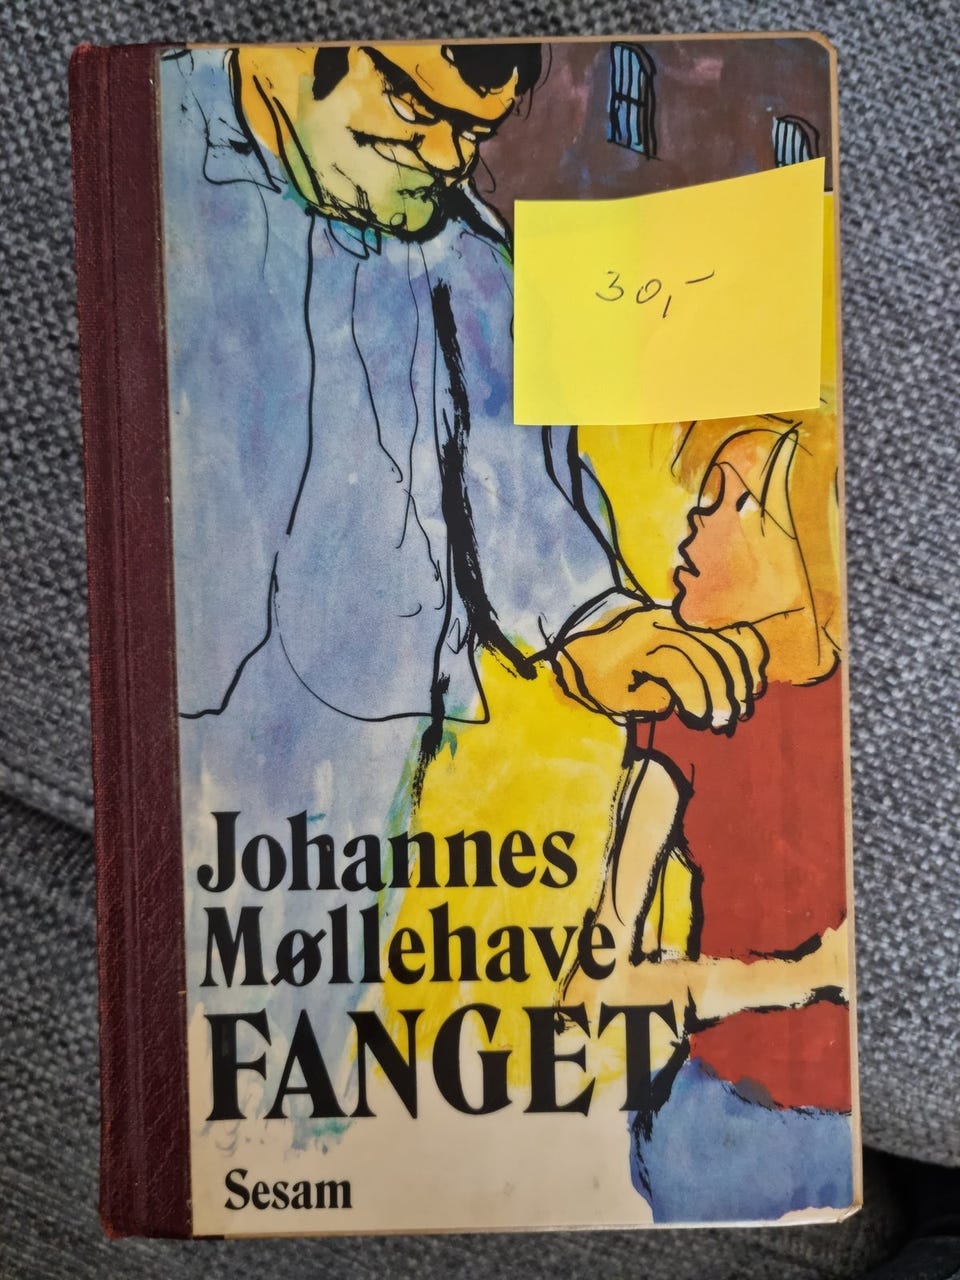 30,-
Johannes
Møllehave
FANGET
Sesam